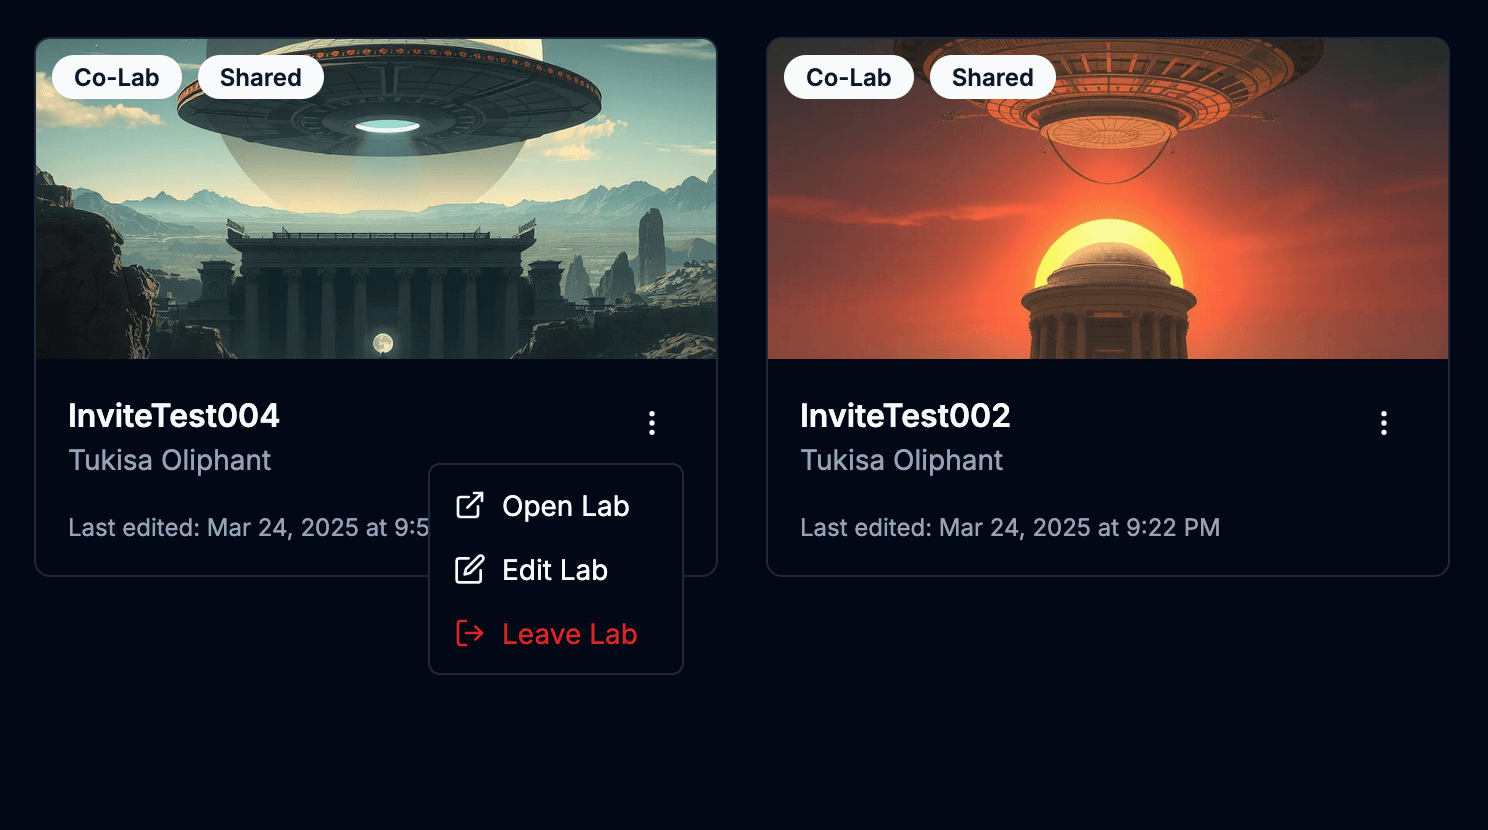 Co-Lab Shared
InviteTest004
Tukisa Oliphant
Last edited: Mar 24, 2025 at 9:5
Open Lab
Edit Lab
Leave Lab
Co-Lab Shared
InviteTest002
Tukisa Oliphant
Last edited: Mar 24, 2025 at 9:22 PM